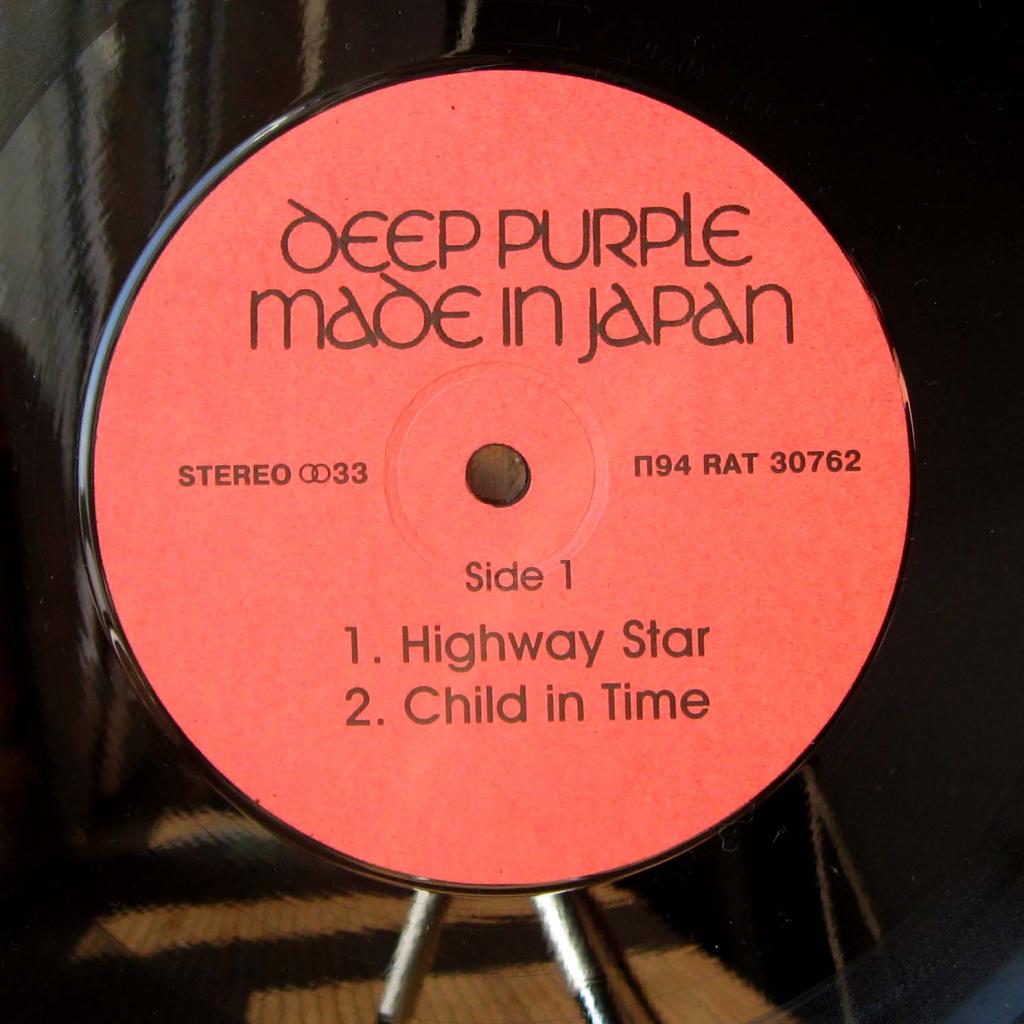 DEEP PURPLE
MADE IN JAPAN
STEREO ꝏ33
П94 RAT 30762
Side 1
1. Highway Star
2. Child in Time